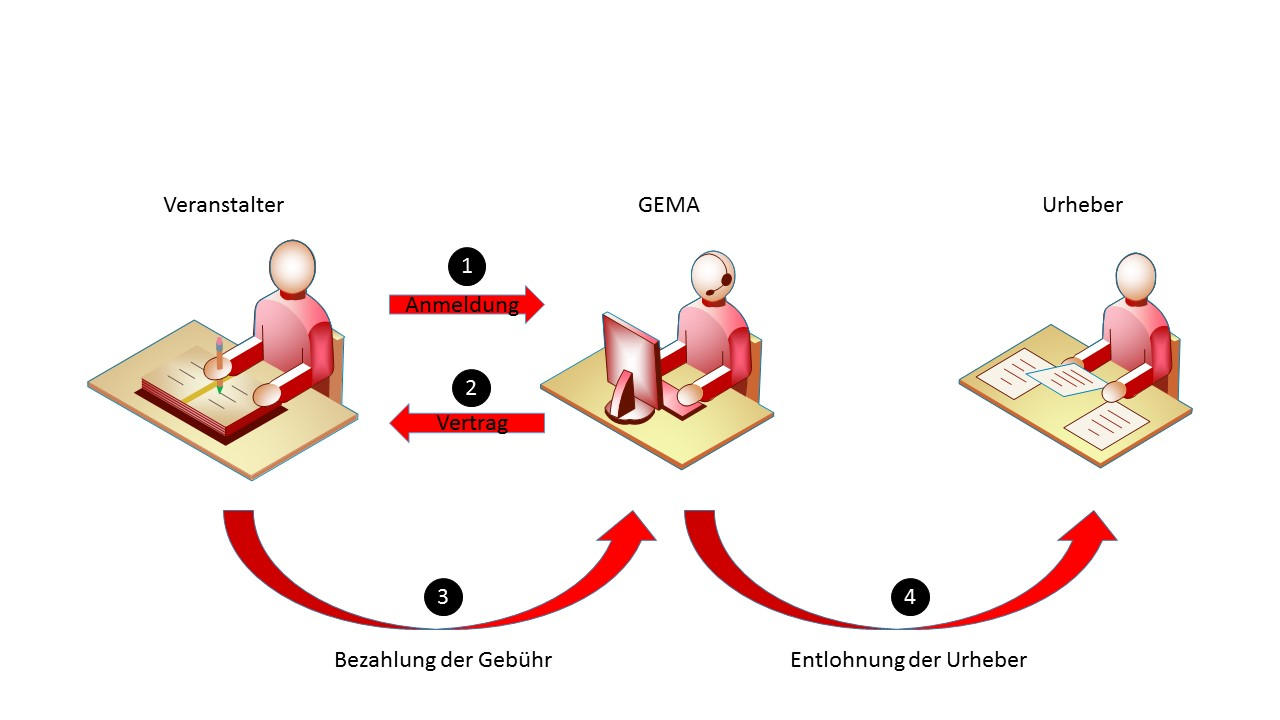 Veranstalter
GEMA
Urheber
1
Anmeldung
2
Vertrag
3
4
Bezahlung der Gebühr
Entlohnung der Urheber